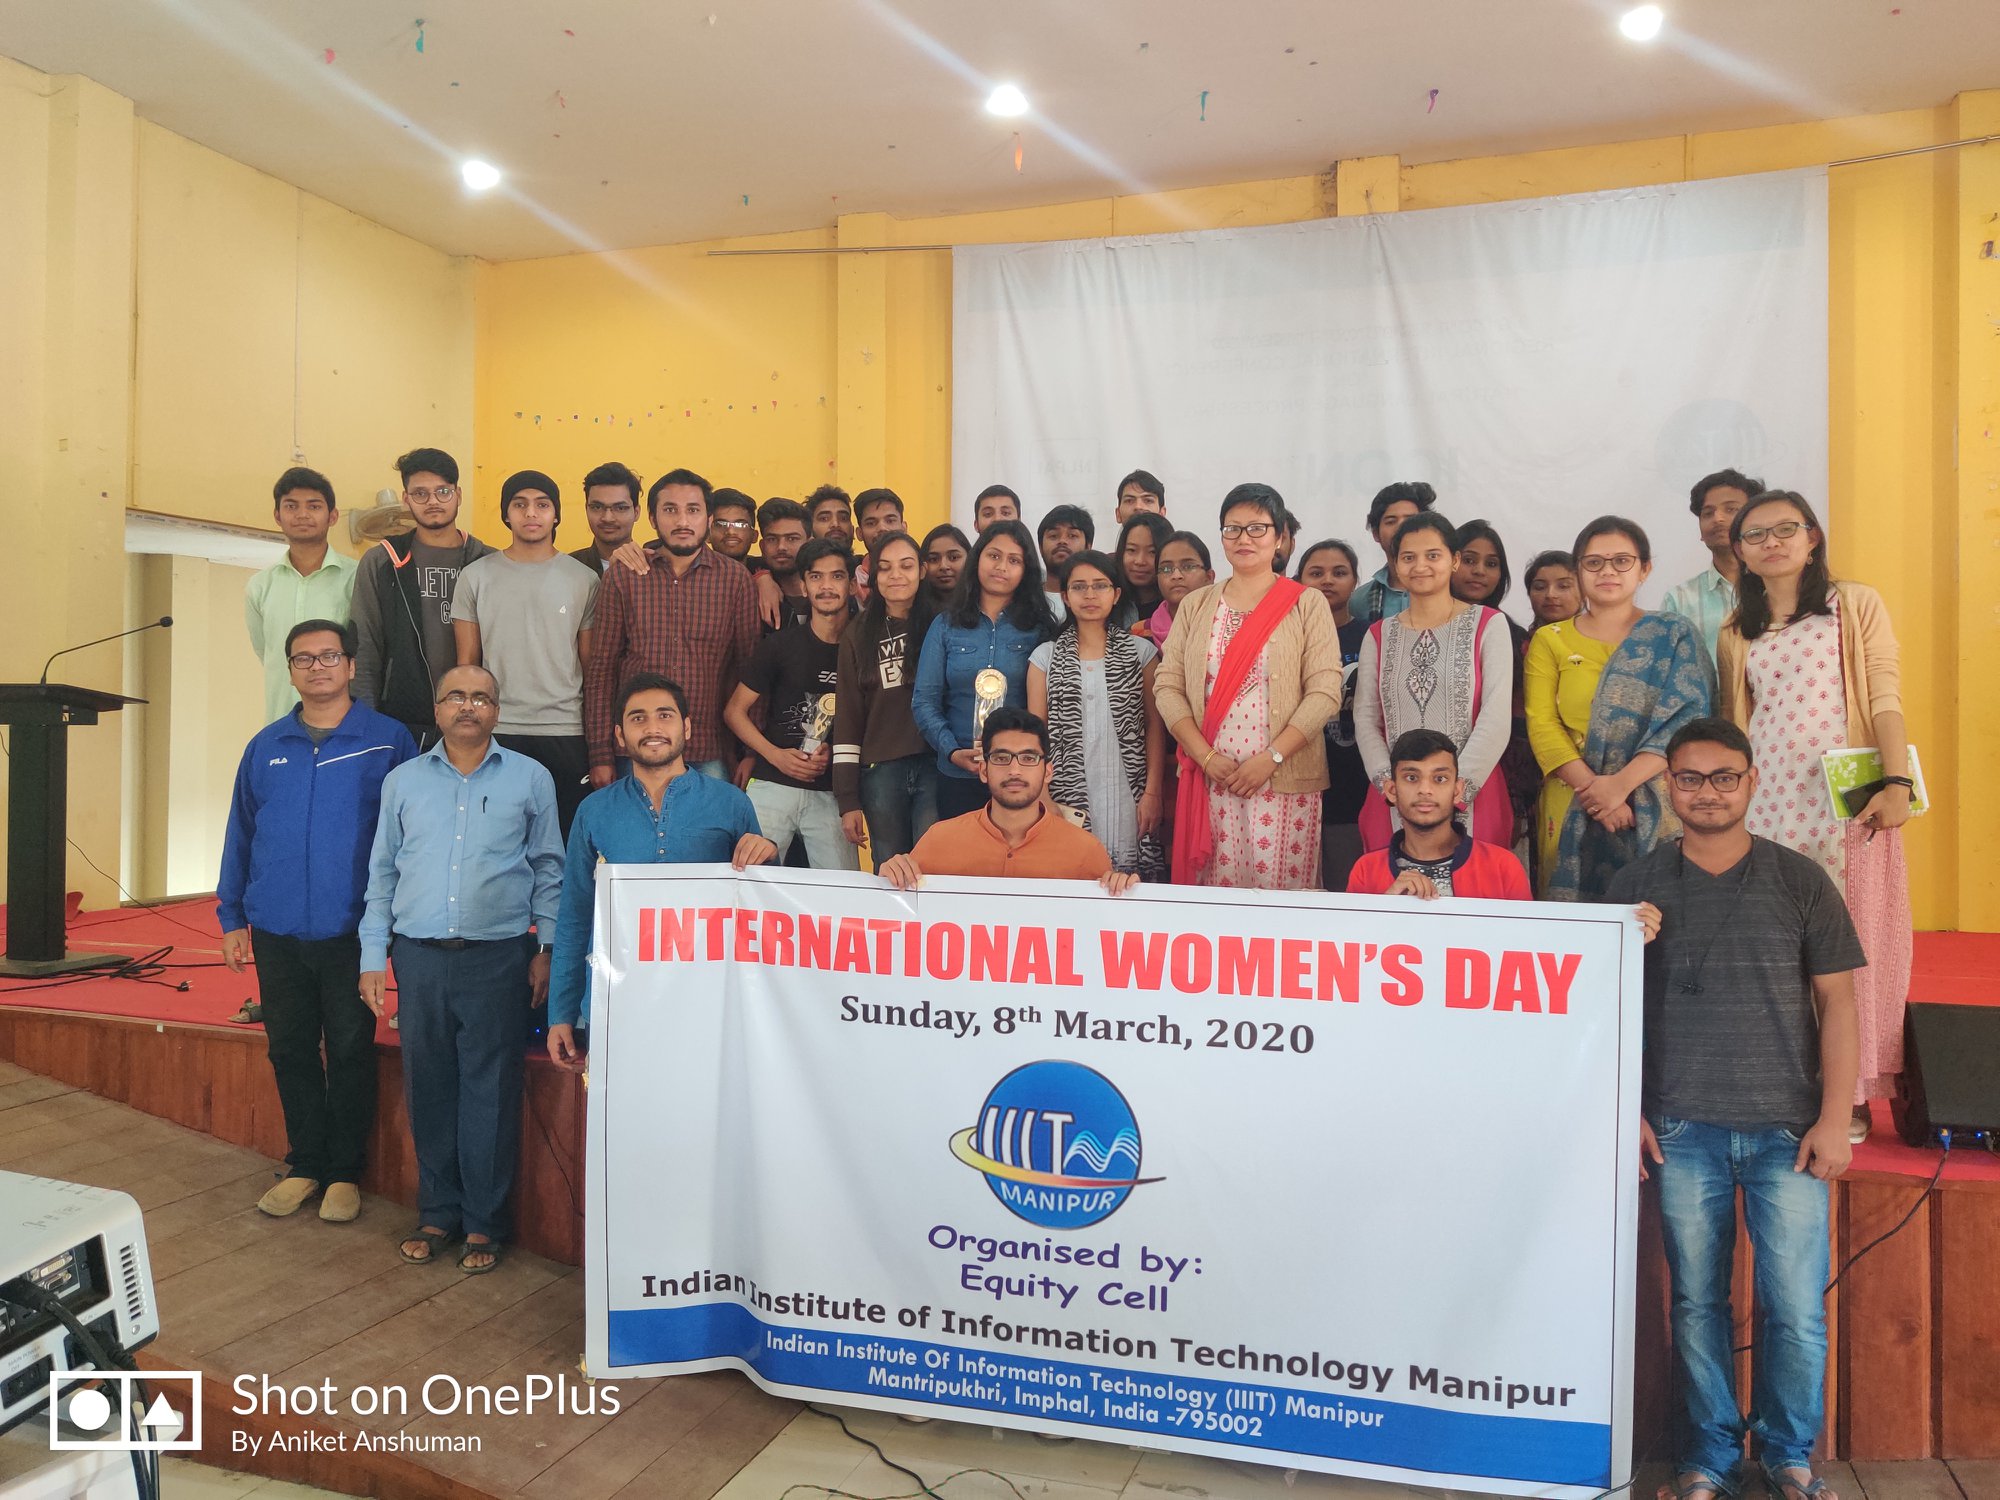 INTERNATIONAL WOMEN'S DAY
Sunday, 8th March, 2020
IIIT
MANIPUR
Organised by:
Equity Cell
Indian Institute of Information Technology Manipur
Indian Institute Of Information Technology (IIIT) Manipur
Mantripukhri, Imphal, India -795002
FILA
LET'S
Shot on OnePlus
By Aniket Anshuman